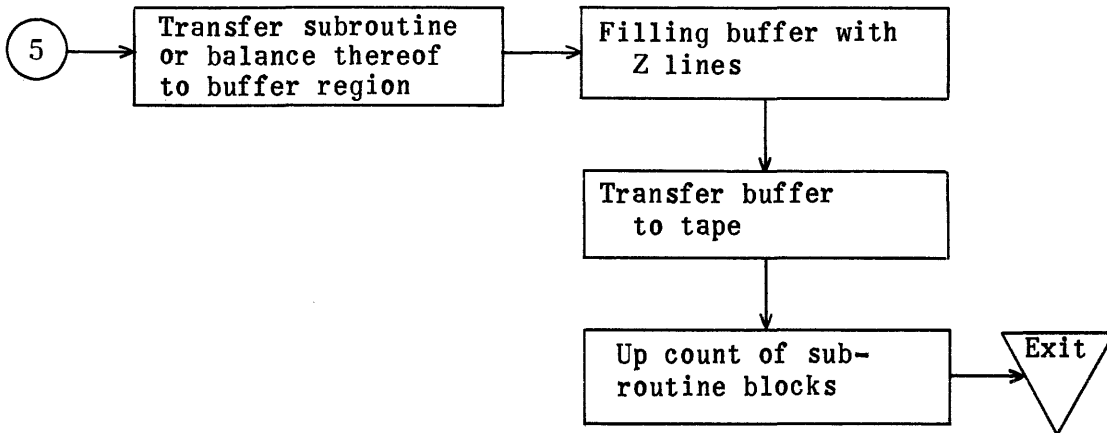 5
Transfer subroutine
or balance thereof
to buffer region
Filling buffer with
Z lines
Transfer buffer
to tape
Up count of sub-
routine blocks
Exit